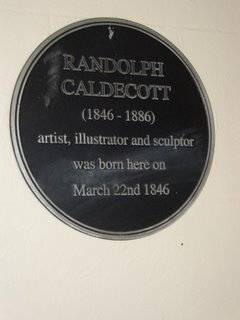 RANDOLPH
CALDECOTT
(1846 - 1886)
artist, illustrator and sculptor
was born here on
March 22nd 1846